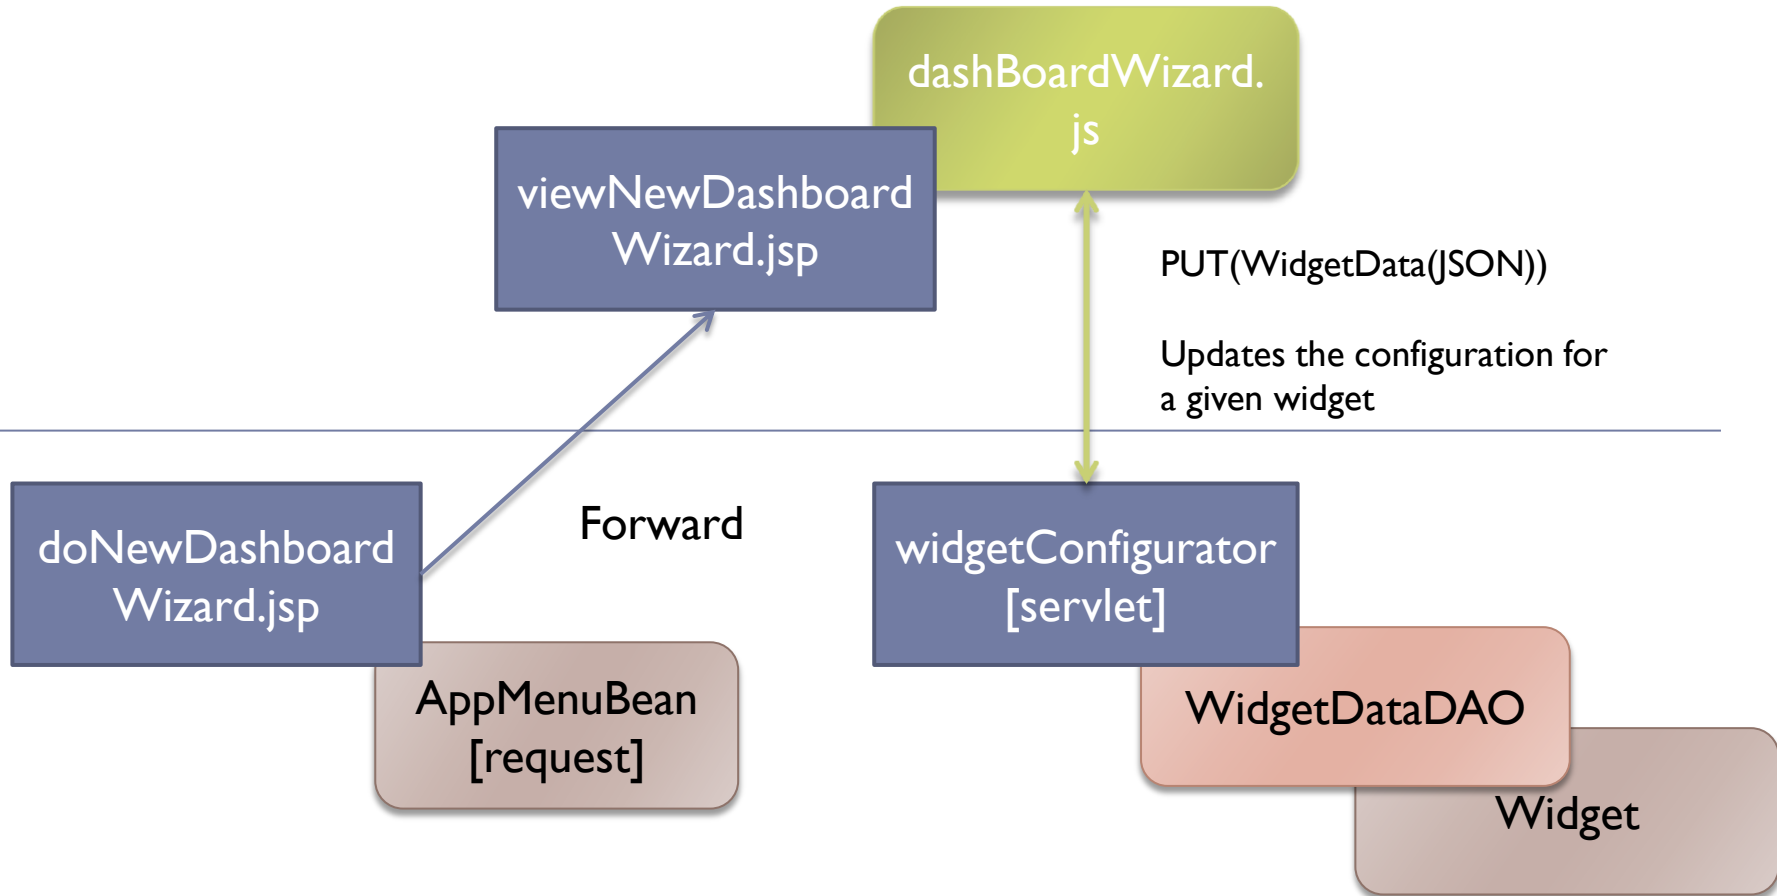 dashBoardWizard.
js
viewNewDashboard
Wizard.jsp
PUT(WidgetData(JSON))
Updates the configuration for
a given widget
doNewDashboard
Wizard.jsp
Forward
widgetConfigurator
[servlet]
AppMenuBean
[request]
WidgetDataDAO
Widget